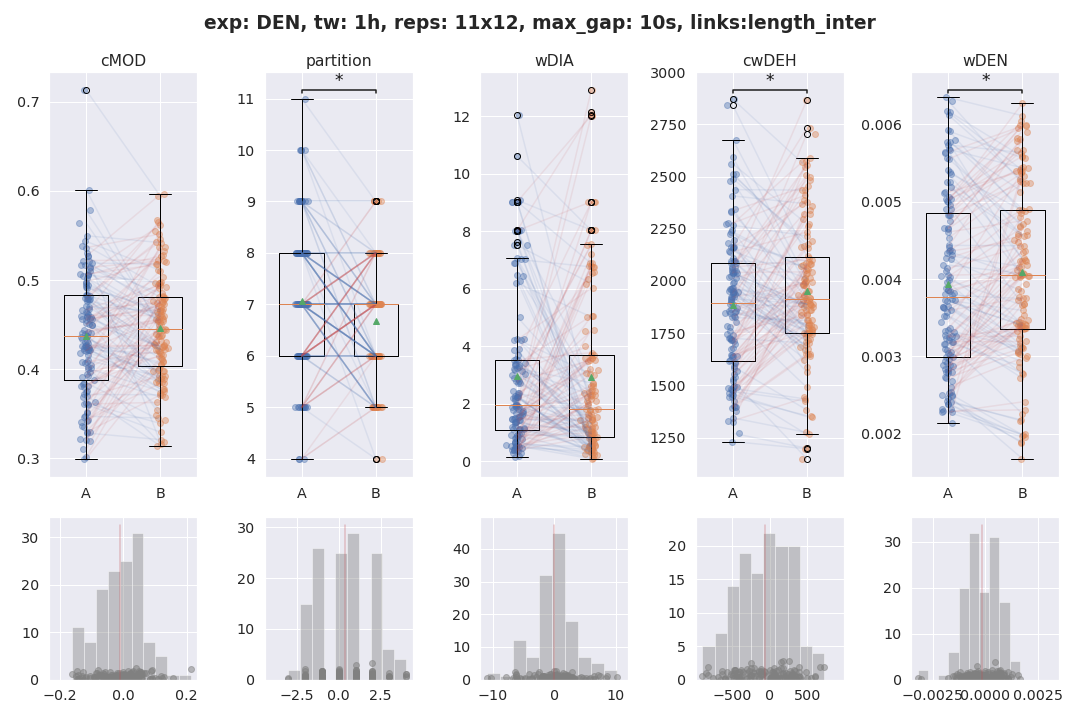 exp: DEN, tw: 1h, reps: 11x12, max_gap: 10s, links:length_inter
cMOD partition wDIA cwDEH wDEN
* * *
0.7 0.6 0.5 0.4 0.3
A B
11 10 9 8 7 6 5 4
A B
12 10 8 6 4 2 0
A B
3000 2750 2500 2250 2000 1750 1500 1250
A B
0.006 0.005 0.004 0.003 0.002
A B
30 20 10 0
−0.2 0.0 0.2
30 20 10 0
−2.5 0.0 2.5
40 30 20 10 0
−10 0 10
20 15 10 5 0
−500 0 500
30 20 10 0
−0.0025 0.0000 0.0025